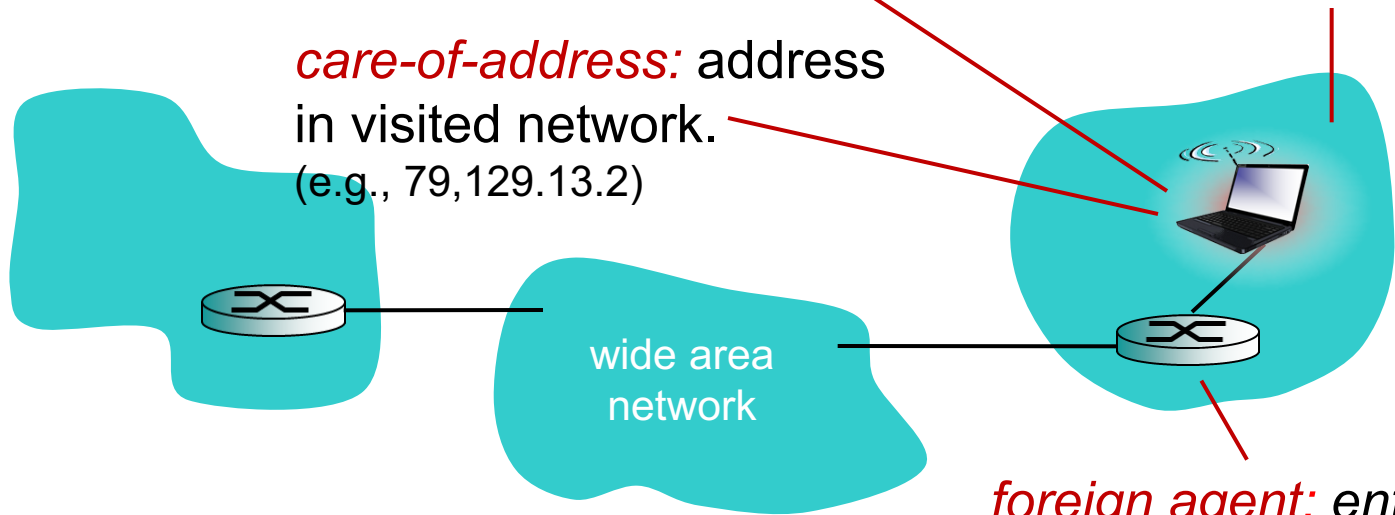 care-of-address: address
in visited network.
(e.g., 79,129.13.2)
wide area
network
foreign agent: